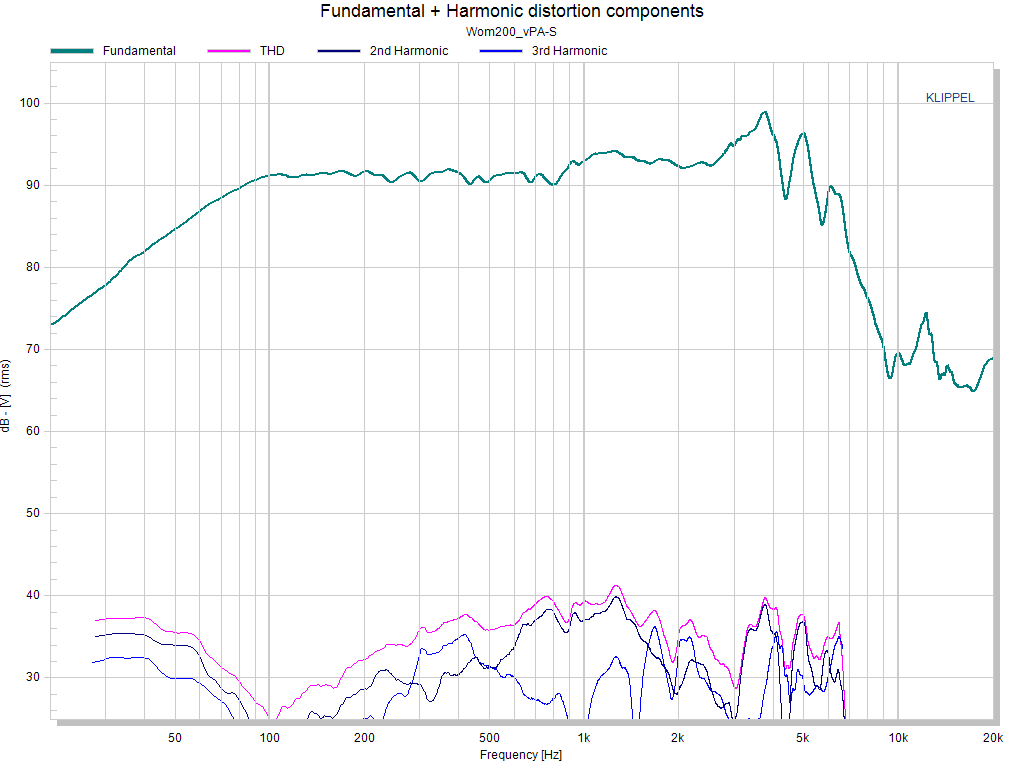 Fundamental + Harmonic distortion components
Wom200_vPA-S
Fundamental THD 2nd Harmonic 3rd Harmonic
KLIPPEL
100
90
80
70
60
50
40
30
dB - [V] (rms)
50 100 200 500 1k 2k 5k 10k 20k
Frequency [Hz]